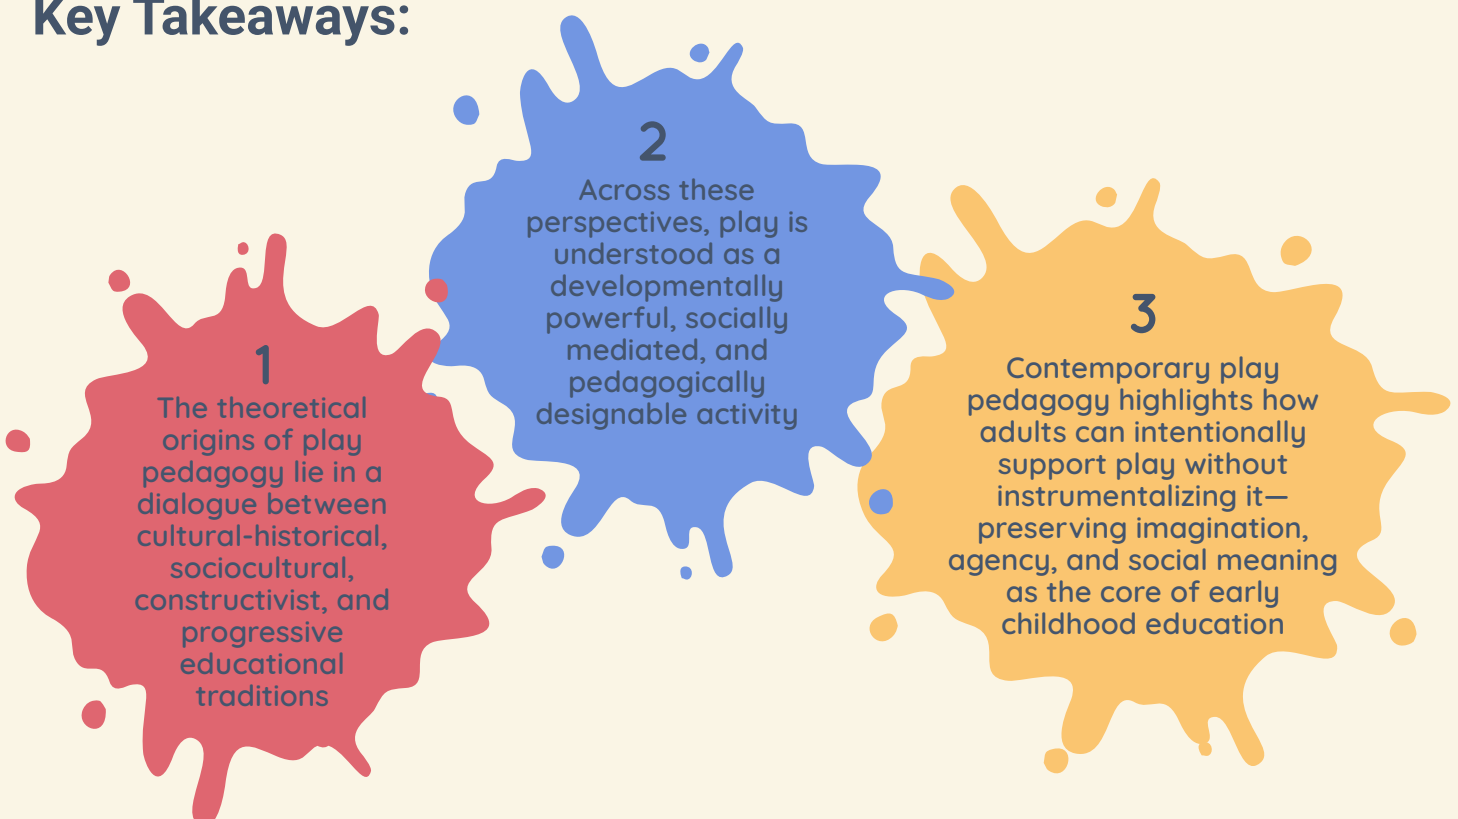 Key Takeaways:
1
The theoretical
origins of play
pedagogy lie in a
dialogue between
cultural-historical,
sociocultural,
constructivist, and
progressive
educational
traditions
2
Across these
perspectives, play is
understood as a
developmentally
powerful, socially
mediated, and
pedagogically
designable activity
3
Contemporary play
pedagogy highlights how
adults can intentionally
support play without
instrumentalizing it—
preserving imagination,
agency, and social meaning
as the core of early
childhood education